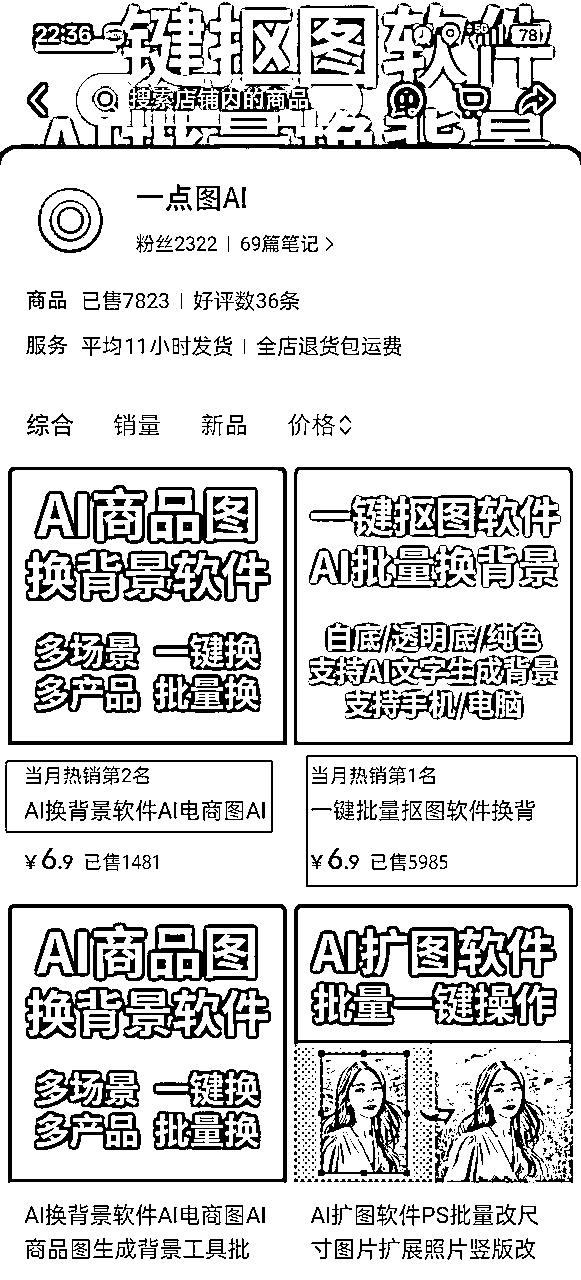 22:36
78
一键抠图软件
搜索店铺内的商品
AI批量换背景
一点图AI
粉丝2322 | 69篇笔记 >
商品 已售7823 | 好评数36条
服务 平均11小时发货 | 全店退货包运费
综合 销量 新品 价格
AI商品图
换背景软件
多场景 一键换
多产品 批量换
一键抠图软件
AI批量换背景
白底/透明底/纯色
支持AI文字生成背景
支持手机/电脑
当月热销第2名
AI换背景软件AI电商图AI
¥6.9 已售1481
当月热销第1名
一键批量抠图软件换背
¥6.9 已售5985
AI商品图
换背景软件
多场景 一键换
多产品 批量换
AI扩图软件
批量一键操作
AI换背景软件AI电商图AI
商品图生成背景工具批
AI扩图软件PS批量改尺
寸图片扩展照片竖版改